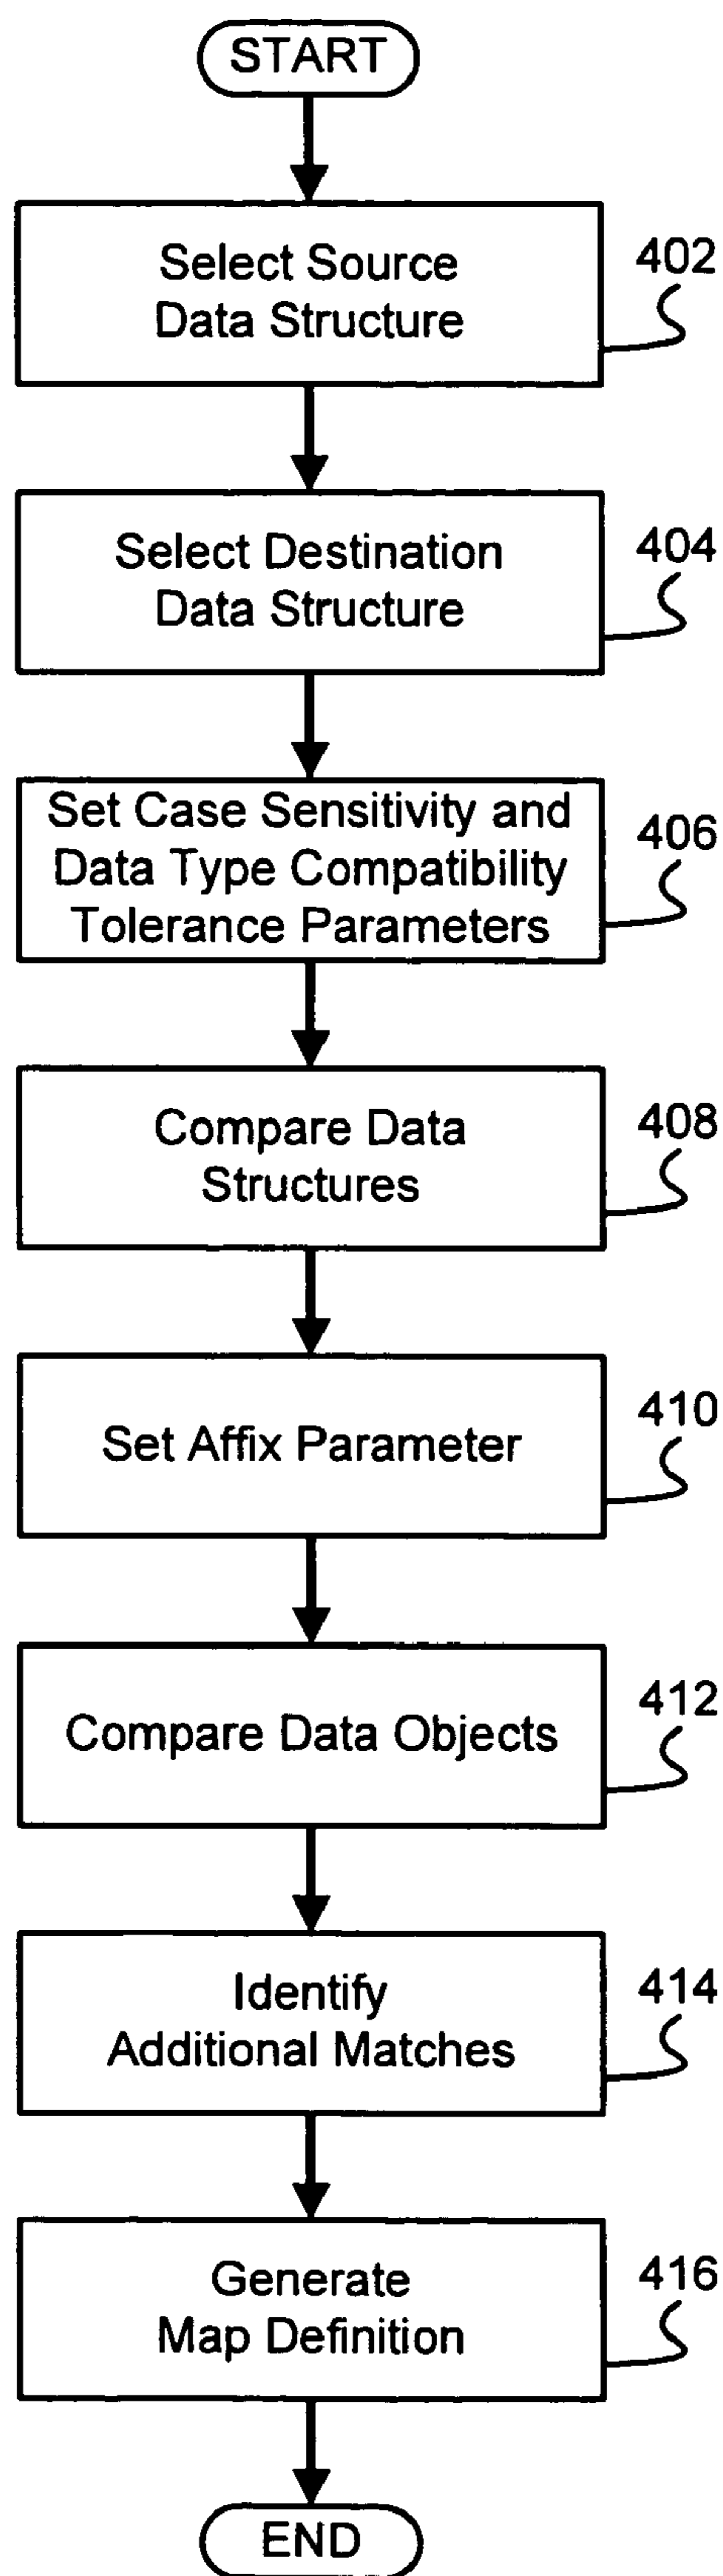 START
Select Source
Data Structure
402
Select Destination
Data Structure
404
Set Case Sensitivity and
Data Type Compatibility
Tolerance Parameters
406
Compare Data
Structures
408
Set Affix Parameter
410
Compare Data Objects
412
Identify
Additional Matches
414
Generate
Map Definition
416
END